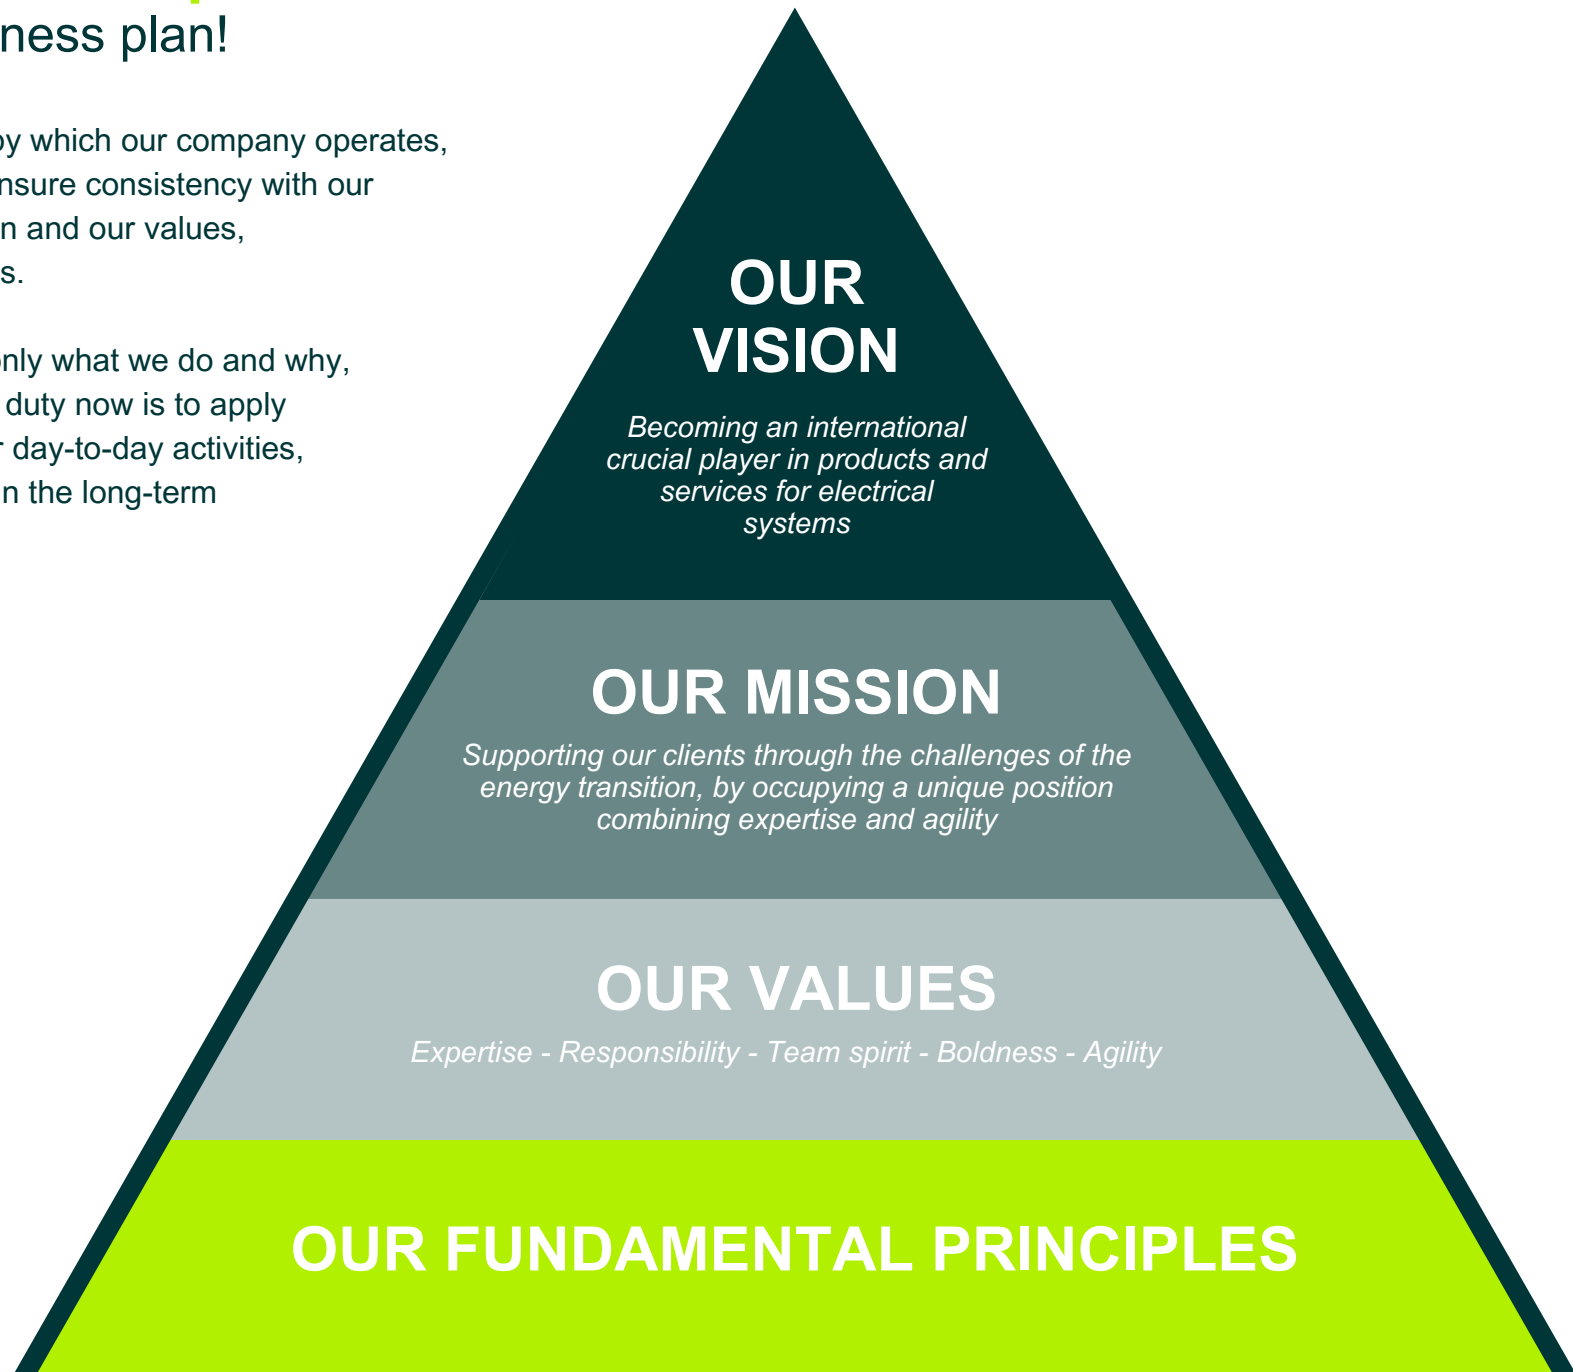 ness plan!
by which our company operates,
nsure consistency with our
n and our values,
s.
only what we do and why,
duty now is to apply
r day-to-day activities,
n the long-term
OUR
VISION
Becoming an international
crucial player in products and
services for electrical
systems
OUR MISSION
Supporting our clients through the challenges of the
energy transition, by occupying a unique position
combining expertise and agility
OUR VALUES
Expertise - Responsibility - Team spirit - Boldness - Agility
OUR FUNDAMENTAL PRINCIPLES